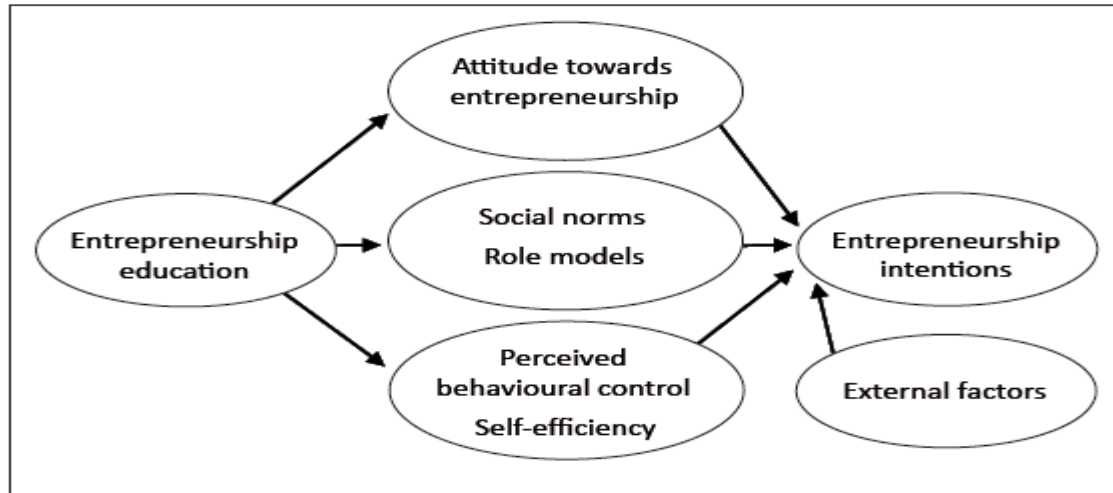 Attitude towards
entrepreneurship
Entrepreneurship
education
Social norms
Role models
Entrepreneurship
intentions
Perceived
behavioural control
Self-efficiency
External factors